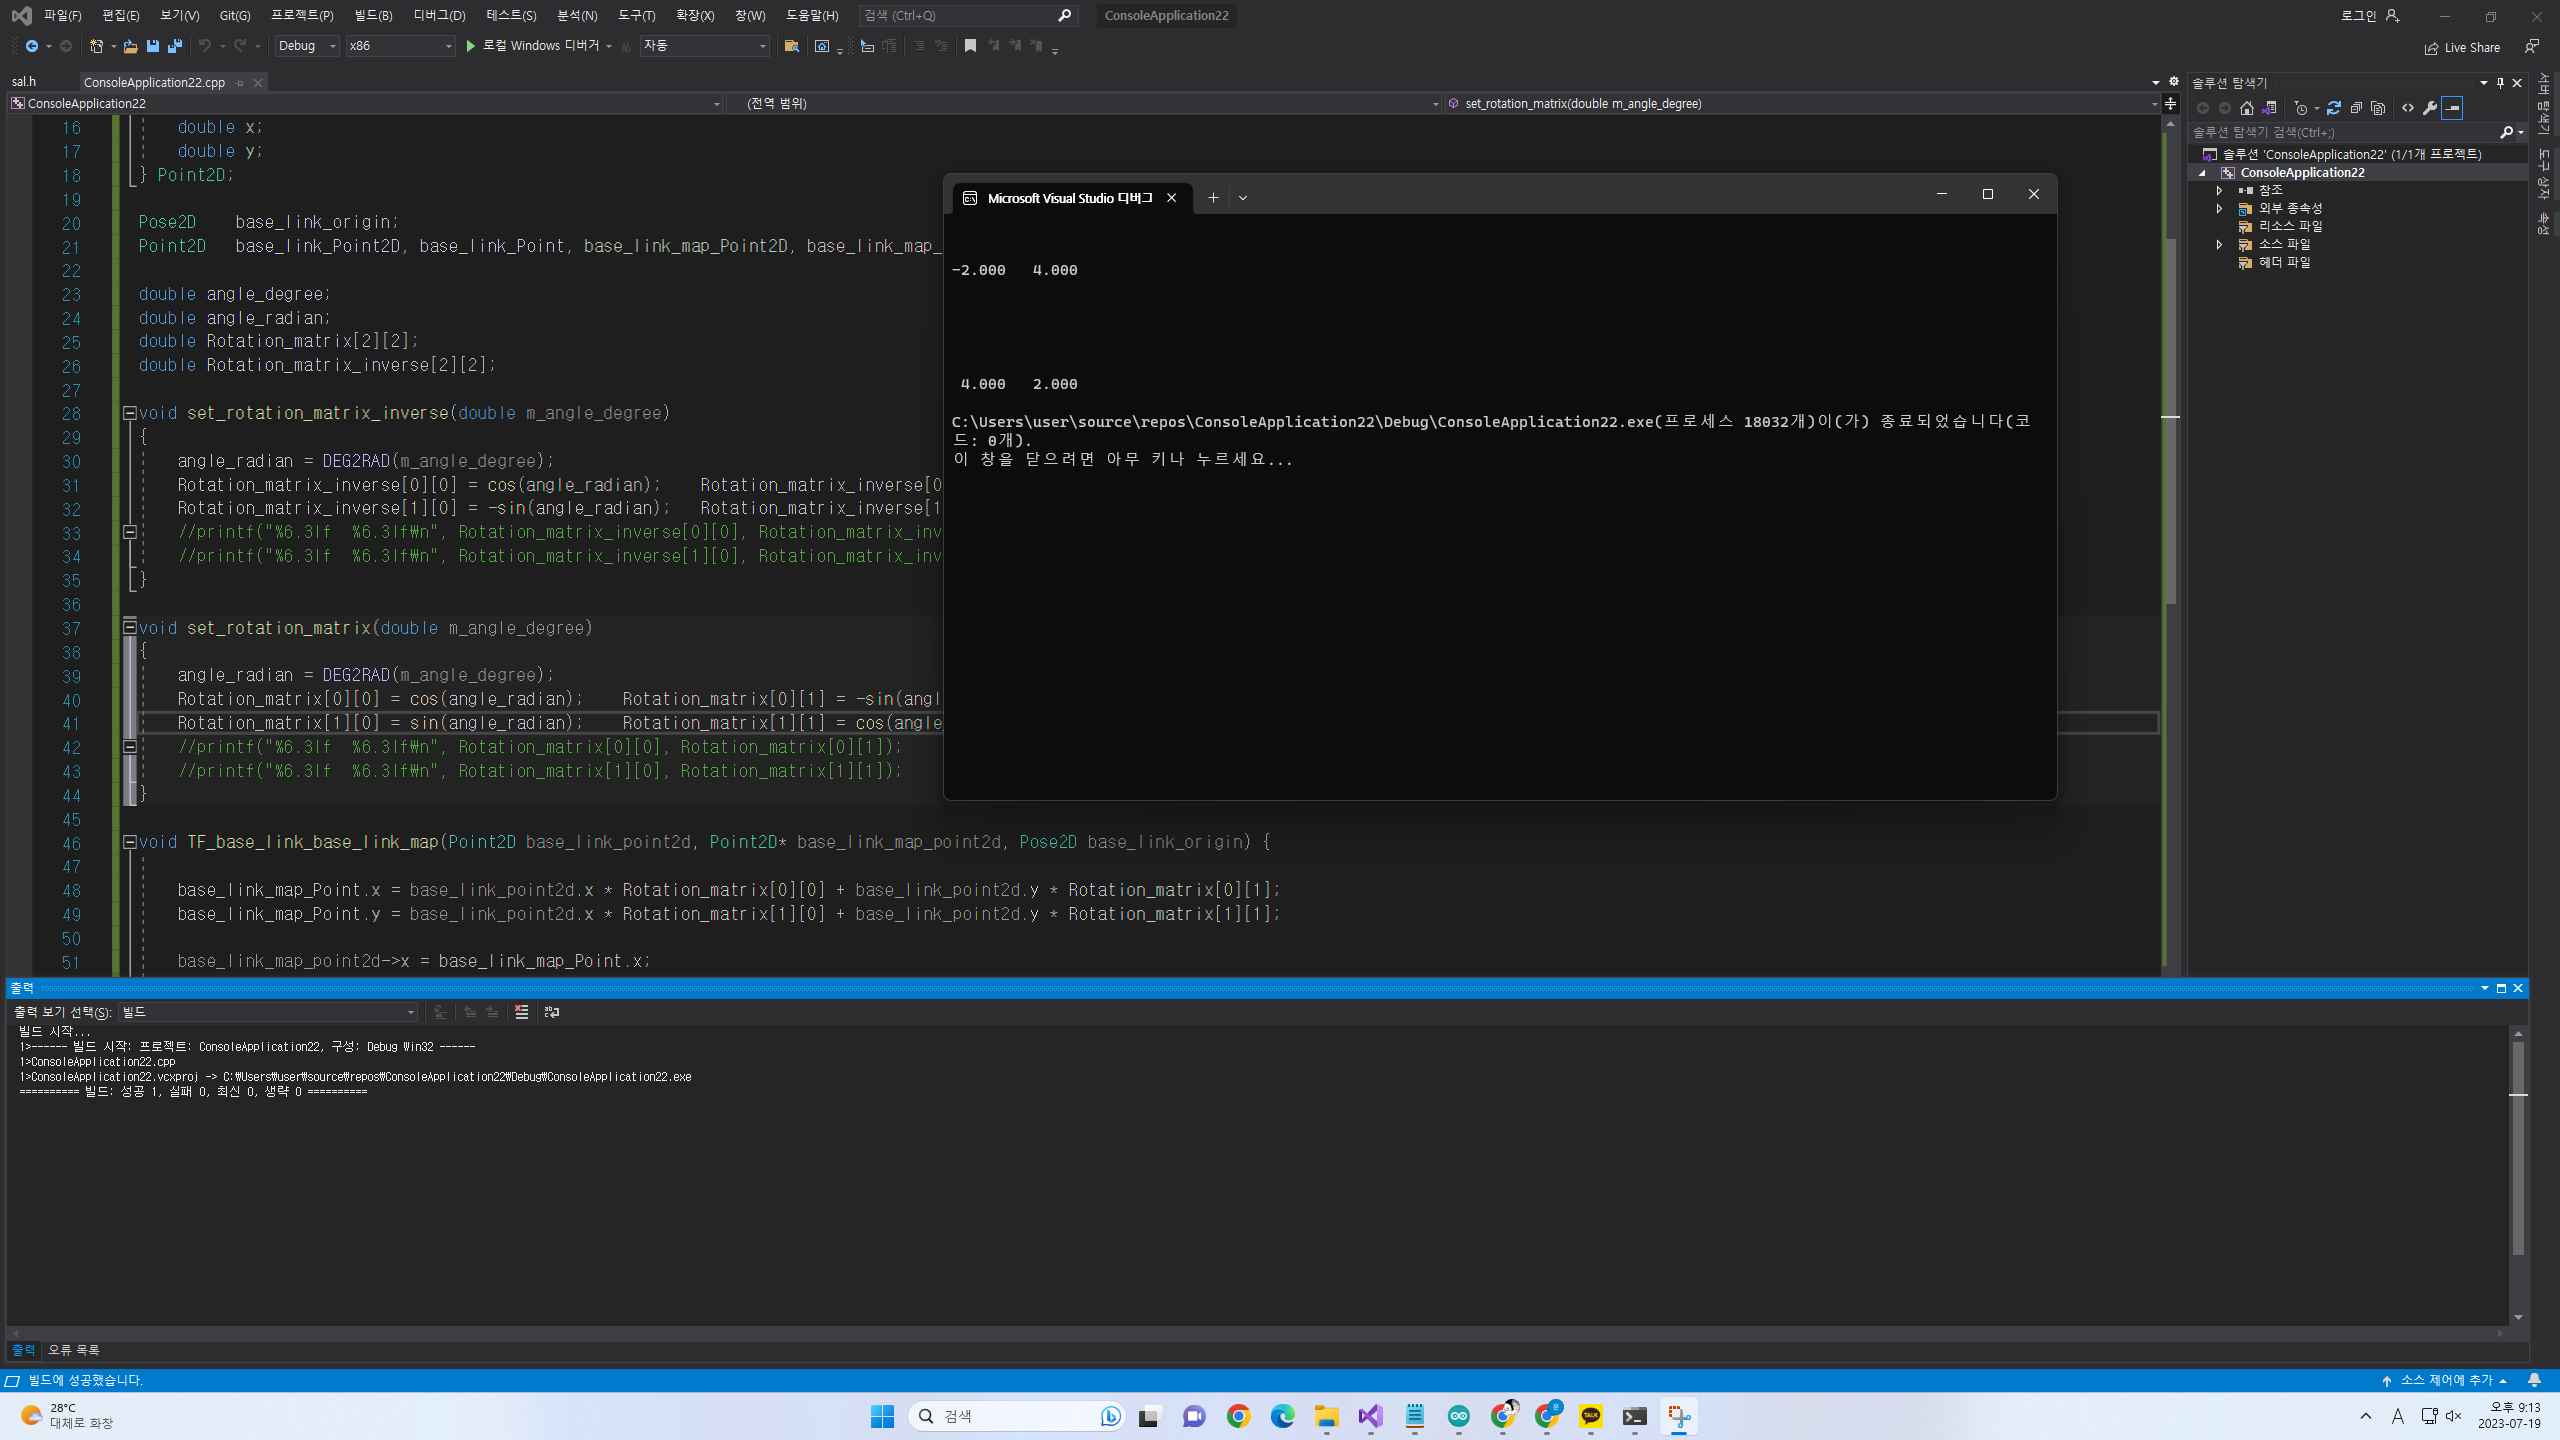 파일(F) 편집(E) 보기(V) Git(G) 프로젝트(P) 빌드(B) 디버그(D) 테스트(S) 분석(N) 도구(T) 확장(X) 창(W) 도움말(H) 검색 (Ctrl+Q) ConsoleApplication22 로그인
Debug x86 로컬 Windows 디버거 자동 Live Share
sal.h ConsoleApplication22.cpp
ConsoleApplication22 (전역 범위) set_rotation_matrix(double m_angle_degree)
16 double x;
17 double y;
18 } Point2D;
19
20 Pose2D base_link_origin;
21 Point2D base_link_Point2D, base_link_Point, base_link_map_Point2D, base_link_map_
22
23 double angle_degree;
24 double angle_radian;
25 double Rotation_matrix[2][2];
26 double Rotation_matrix_inverse[2][2];
27
28 void set_rotation_matrix_inverse(double m_angle_degree)
29 {
30 angle_radian = DEG2RAD(m_angle_degree);
31 Rotation_matrix_inverse[0][0] = cos(angle_radian); Rotation_matrix_inverse[0
32 Rotation_matrix_inverse[1][0] = -sin(angle_radian); Rotation_matrix_inverse[1
33 //printf("%6.3lf %6.3lf₩n", Rotation_matrix_inverse[0][0], Rotation_matrix_inv
34 //printf("%6.3lf %6.3lf₩n", Rotation_matrix_inverse[1][0], Rotation_matrix_inv
35 }
36
37 void set_rotation_matrix(double m_angle_degree)
38 {
39 angle_radian = DEG2RAD(m_angle_degree);
40 Rotation_matrix[0][0] = cos(angle_radian); Rotation_matrix[0][1] = -sin(angl
41 Rotation_matrix[1][0] = sin(angle_radian); Rotation_matrix[1][1] = cos(angle_
42 //printf("%6.3lf %6.3lf₩n", Rotation_matrix[0][0], Rotation_matrix[0][1]);
43 //printf("%6.3lf %6.3lf₩n", Rotation_matrix[1][0], Rotation_matrix[1][1]);
44 }
45
46 void TF_base_link_base_link_map(Point2D base_link_point2d, Point2D* base_link_map_point2d, Pose2D base_link_origin) {
47
48 base_link_map_Point.x = base_link_point2d.x * Rotation_matrix[0][0] + base_link_point2d.y * Rotation_matrix[0][1];
49 base_link_map_Point.y = base_link_point2d.x * Rotation_matrix[1][0] + base_link_point2d.y * Rotation_matrix[1][1];
50
51 base_link_map_point2d->x = base_link_map_Point.x;
Microsoft Visual Studio 디버그
-2.000 4.000
4.000 2.000
C:\Users\user\source\repos\ConsoleApplication22\Debug\ConsoleApplication22.exe(프로세스 18032개)이(가) 종료되었습니다(코
드: 0개).
이 창을 닫으려면 아무 키나 누르세요...
솔루션 탐색기
솔루션 탐색기 검색(Ctrl+;)
솔루션 'ConsoleApplication22' (1/1개 프로젝트)
ConsoleApplication22
참조
외부 종속성
리소스 파일
소스 파일
헤더 파일
서버 탐색기
도구 상자
속성
출력
출력 보기 선택(S): 빌드
빌드 시작...
1>------ 빌드 시작: 프로젝트: ConsoleApplication22, 구성: Debug Win32 ------
1>ConsoleApplication22.cpp
1>ConsoleApplication22.vcxproj -> C:₩Users₩user₩source₩repos₩ConsoleApplication22₩Debug₩ConsoleApplication22.exe
========== 빌드: 성공 1, 실패 0, 최신 0, 생략 0 ==========
출력 오류 목록
빌드에 성공했습니다. 소스 제어에 추가
28°C
대체로 화창
검색
TALK
A
오후 9:13
2023-07-19